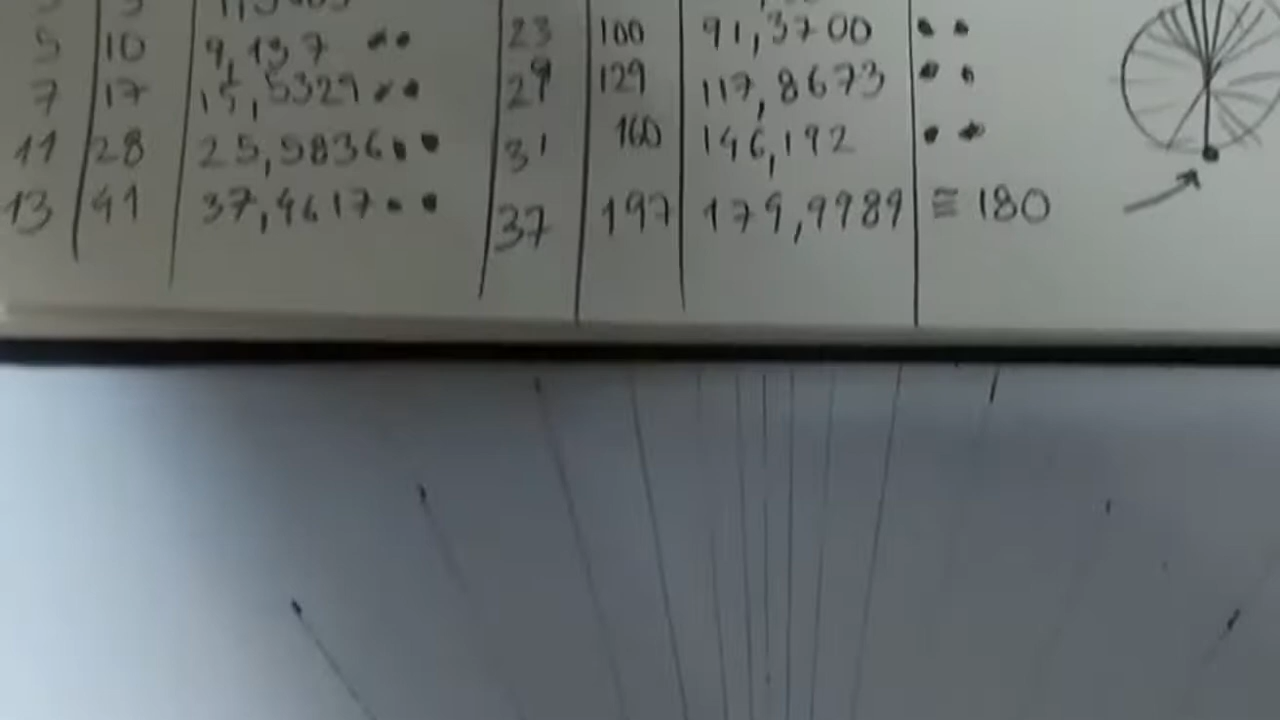 5 10 9,137 23 100 91,3700
7 17 15,5329 29 129 117,8673
11 28 25,5836 31 160 146,192
13 41 37,4617 37 197 179,9989 ≅ 180